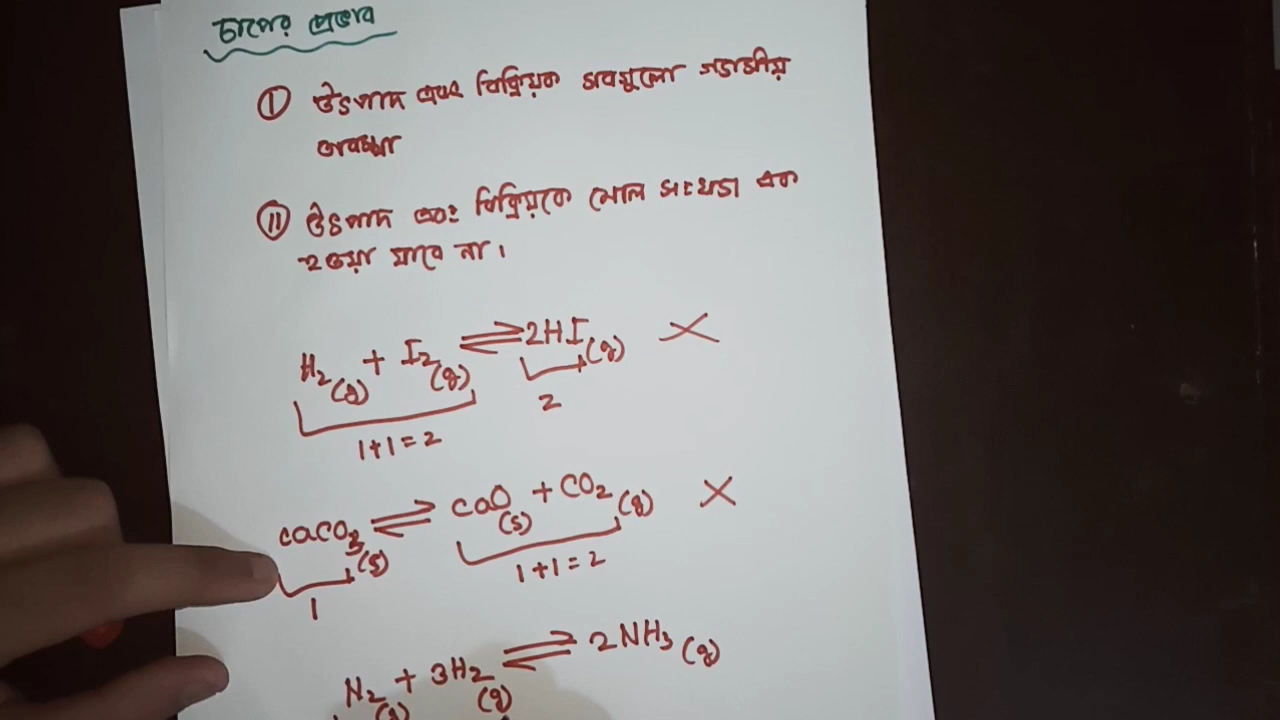 চাপের প্রভাব
I উৎপাদ এবং বিক্রিয়ক সবগুলো গ্যাসীয়
অবস্থা
II উৎপাদ এবং বিক্রিয়কে মোল সংখ্যা এক
হওয়া যাবে না।
H₂(g) + I₂(g) ⇌ 2HI(g) ✗
1+1=2 2
CaCO₃(s) ⇌ CaO(s) + CO₂(g) ✗
1 1+1=2
N₂(g) + 3H₂(g) ⇌ 2NH₃(g)